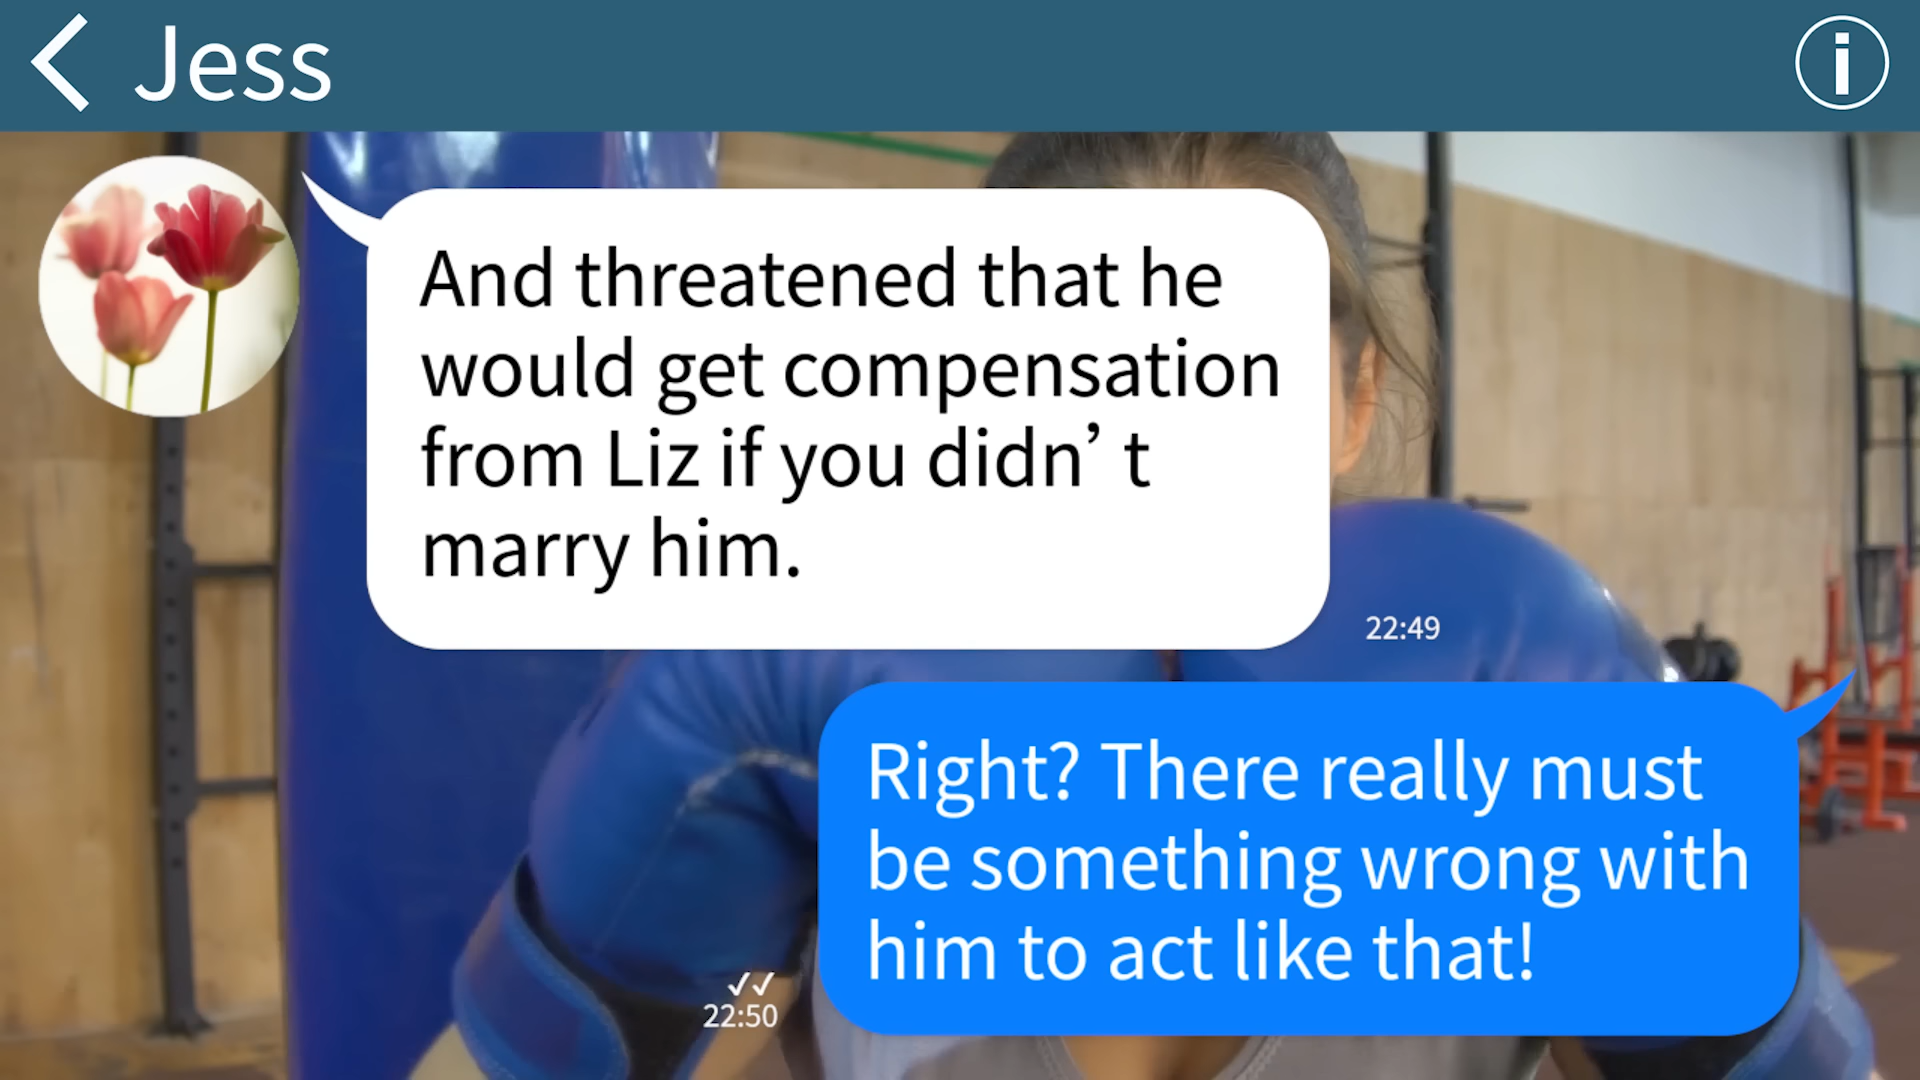 Jess
And threatened that he
would get compensation
from Liz if you didn’ t
marry him.
22:49
Right? There really must
be something wrong with
him to act like that!
22:50